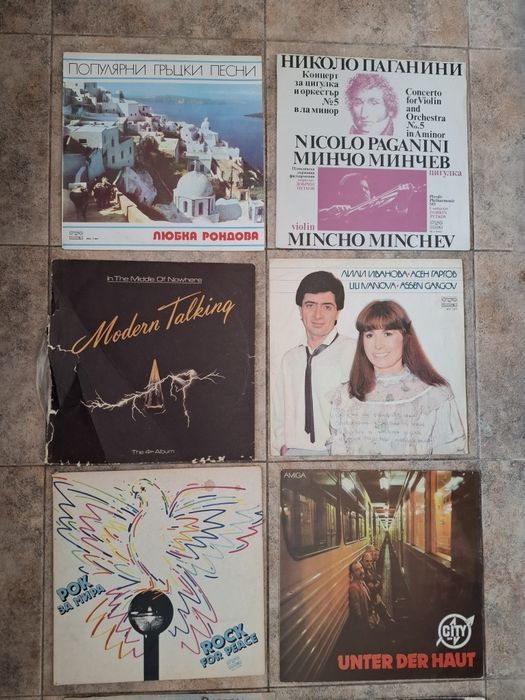 ПОПУЛЯРНИ ГРЪЦКИ ПЕСНИ
ЛЮБКА РОНДОВА
НИКОЛО ПАГАНИНИ
Концерт
за цигулка
и оркестър
№5
в ла минор
Concerto
for Violin
and
Orchestra
No.5
in A minor
NICOLO PAGANINI
МИНЧО МИНЧЕВ
цигулка
violin
MINCHO MINCHEV
In The Middle Of Nowhere
Modern Talking
The 4th Album
ЛИЛИ ИВАНОВА · АСЕН ГАРГОВ
LILI IVANOVA · ASSEN GARGOV
РОК
ЗА МИРА
ROCK
FOR PEACE
AMIGA
CITY
UNTER DER HAUT